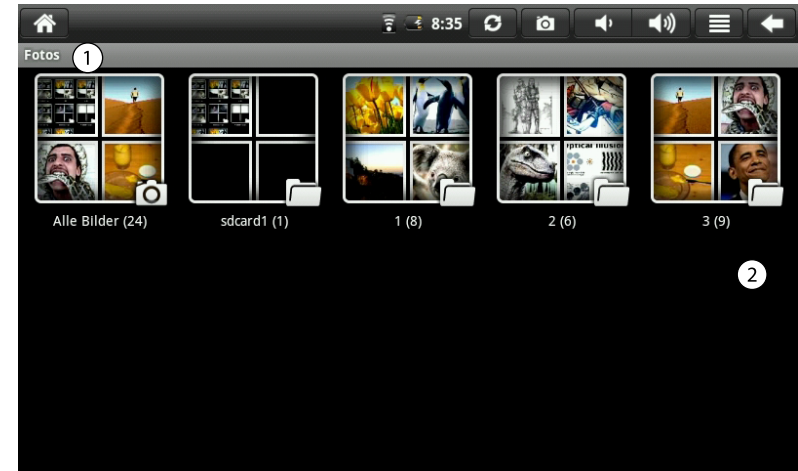 8:35
Fotos
1
Alle Bilder (24)
sdcard1 (1)
1 (8)
2 (6)
3 (9)
2